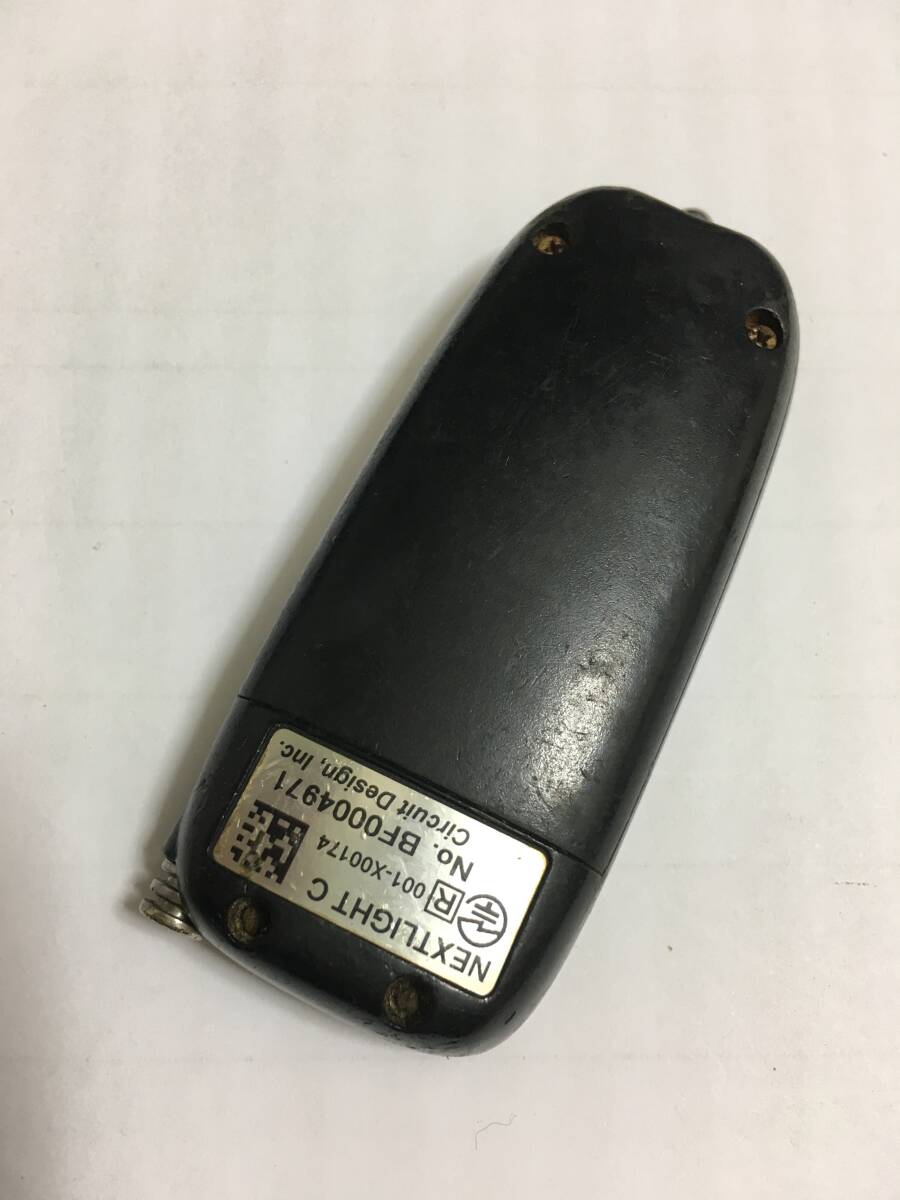 NEXTLIGHT C
R 001-X00174
No. BF0004971
Circuit Design, Inc.